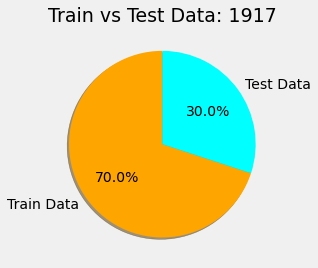 Train vs Test Data: 1917
Test Data
30.0%
70.0%
Train Data